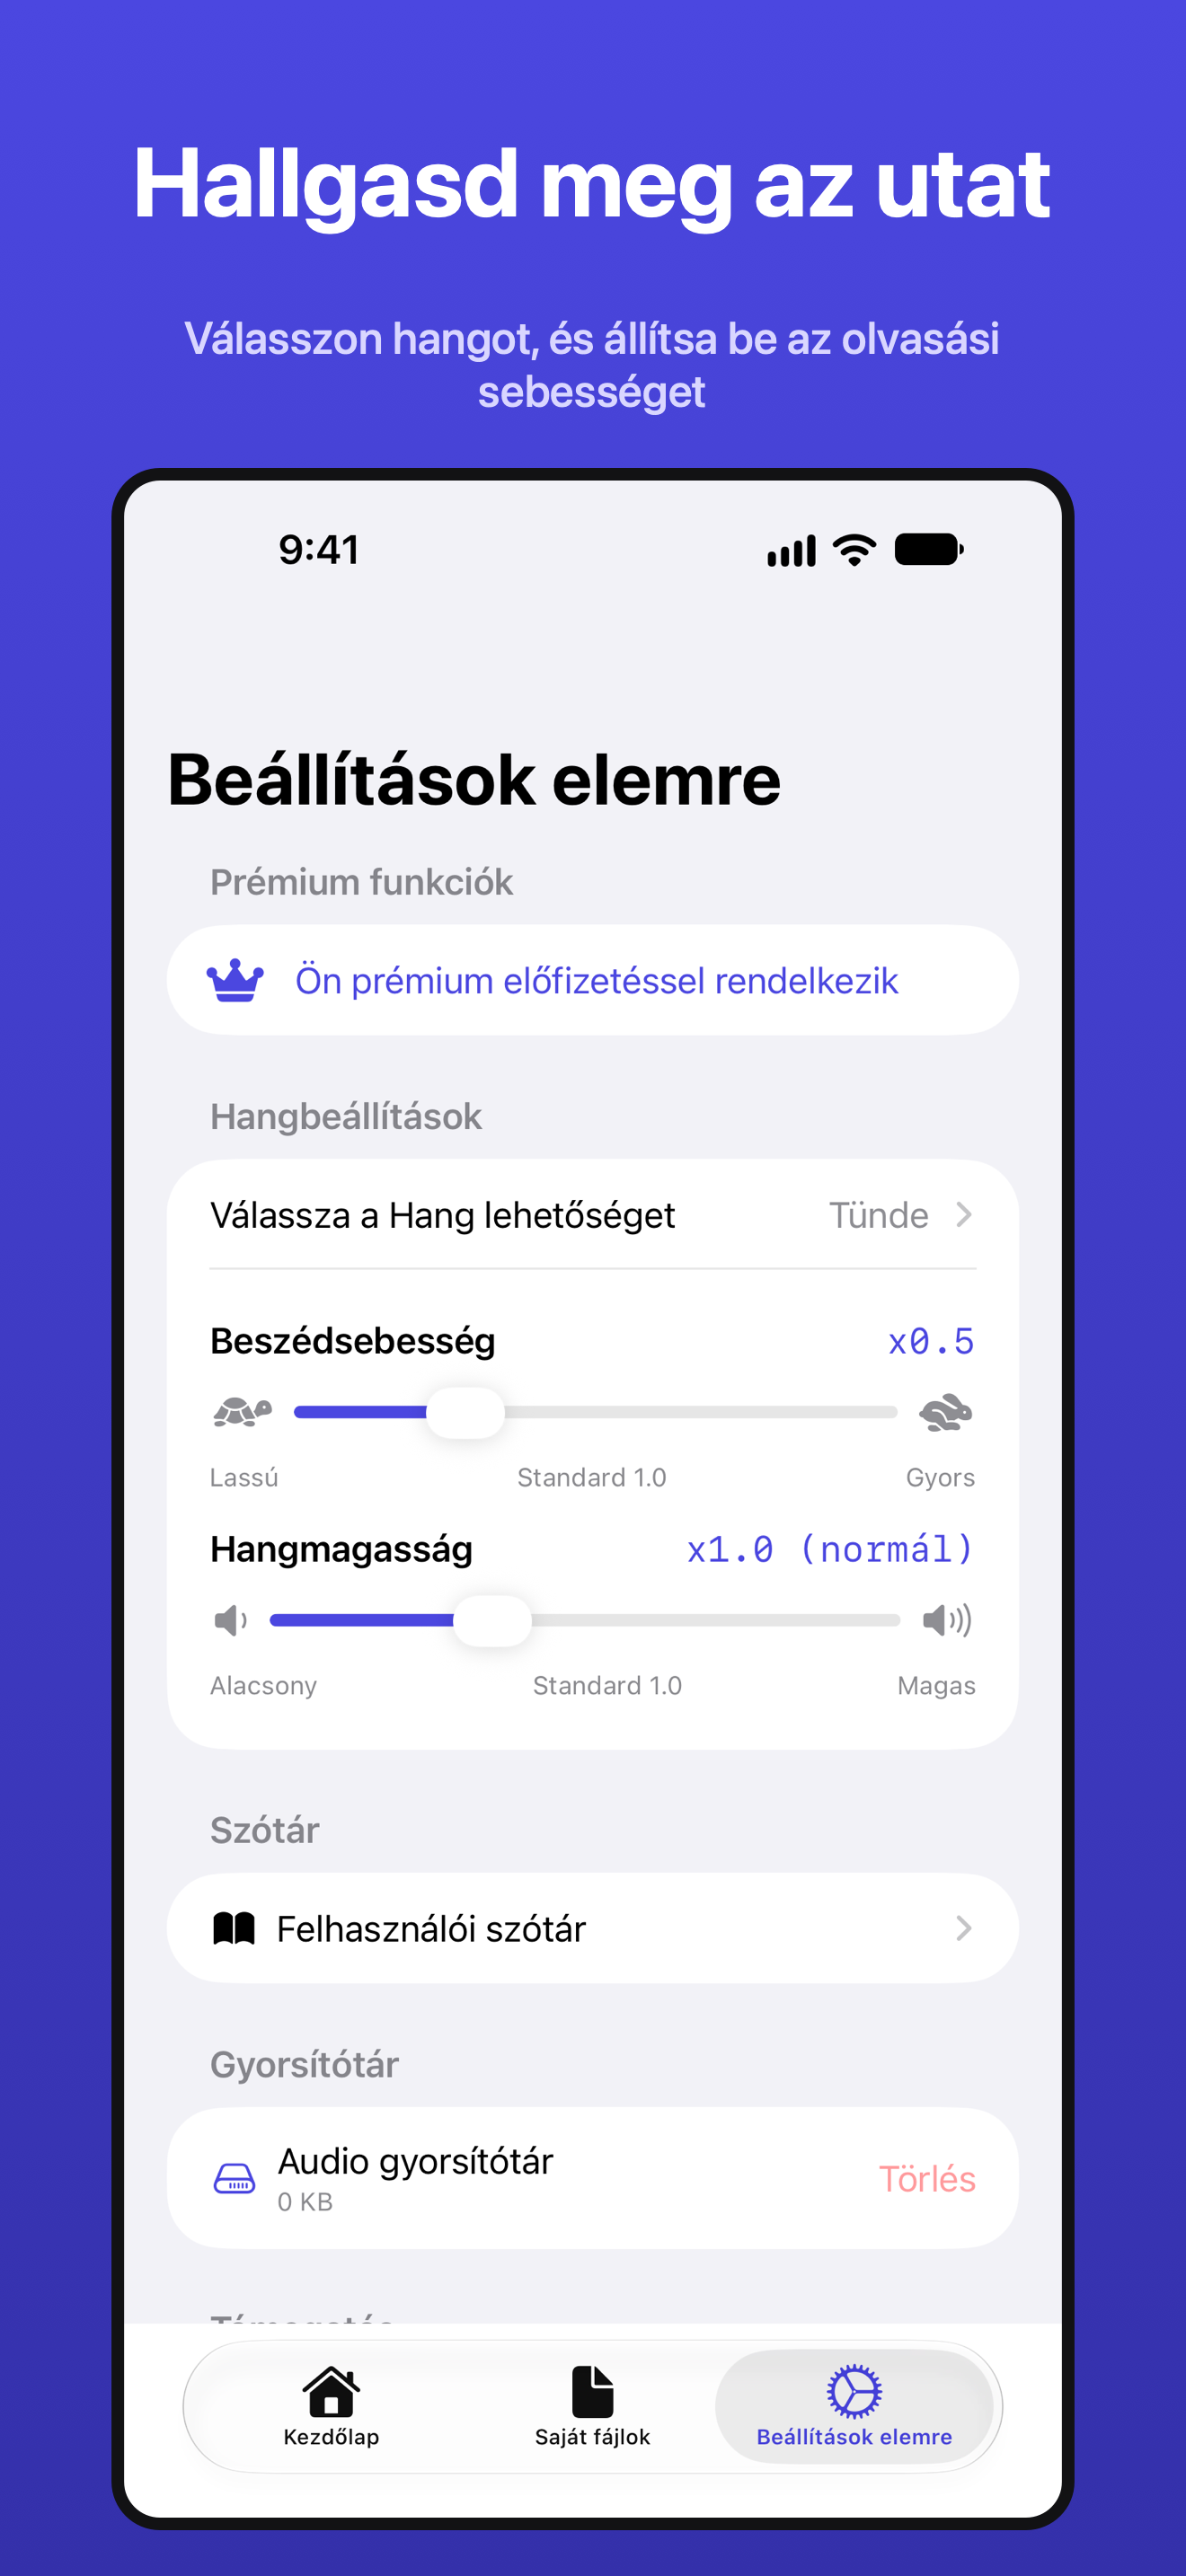 Hallgasd meg az utat
Válasszon hangot, és állítsa be az olvasási
sebességet
9:41
Beállítások elemre
Prémium funkciók
Ön prémium előfizetéssel rendelkezik
Hangbeállítások
Válassza a Hang lehetőséget Tünde
Beszédsebesség x0.5
Lassú Standard 1.0 Gyors
Hangmagasság x1.0 (normál)
Alacsony Standard 1.0 Magas
Szótár
Felhasználói szótár
Gyorsítótár
Audio gyorsítótár
0 KB
Törlés
Kezdőlap Saját fájlok Beállítások elemre